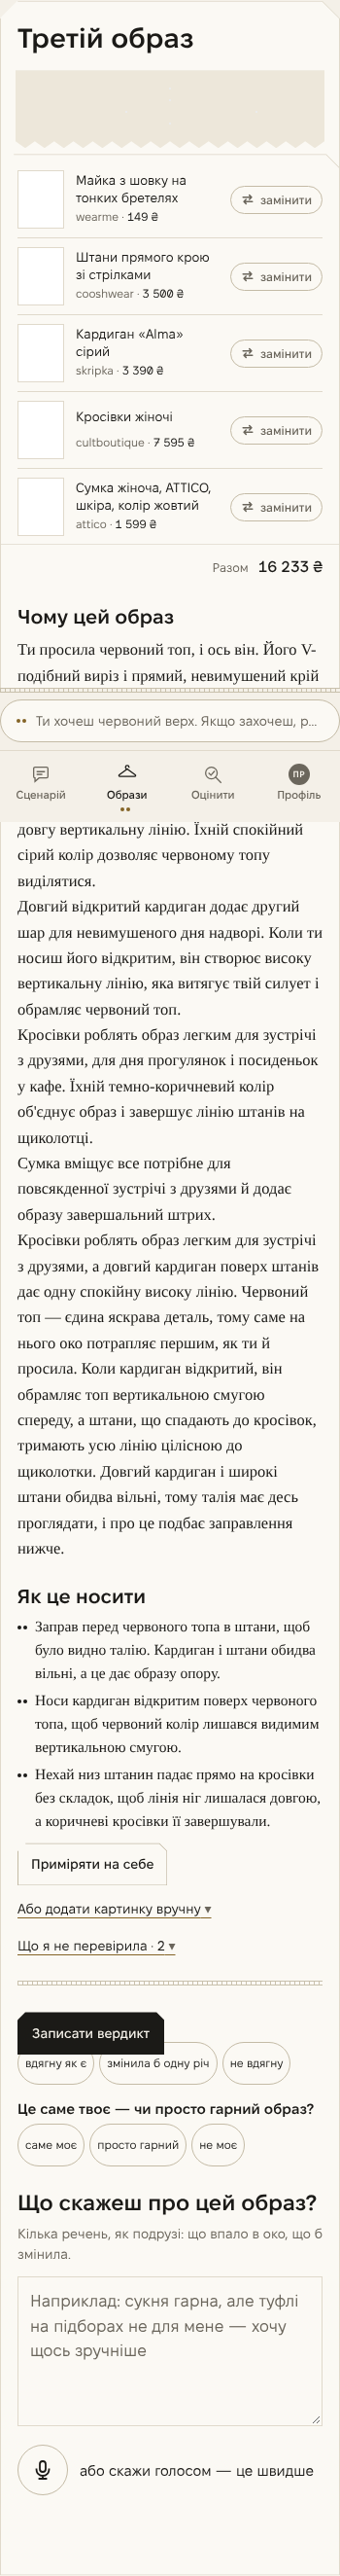 Третій образ
Майка з шовку на
тонких бретелях
wearme · 149 ₴
замінити
Штани прямого крою
зі стрілками
cooshwear · 3 500 ₴
замінити
Кардиган «Alma»
сірий
skripka · 3 390 ₴
замінити
Кросівки жіночі
cultboutique · 7 595 ₴
замінити
Сумка жіноча, ATTICO,
шкіра, колір жовтий
attico · 1 599 ₴
замінити
Разом 16 233 ₴
Чому цей образ
Ти просила червоний топ, і ось він. Його V-
подібний виріз і прямий, невимушений крій
Ти хочеш червоний верх. Якщо захочеш, р...
Сценарій
Образи
Оцінити
ПР
Профіль
довгу вертикальну лінію. Їхній спокійний
сірий колір дозволяє червоному топу
виділятися.
Довгий відкритий кардиган додає другий
шар для невимушеного дня надворі. Коли ти
носиш його відкритим, він створює високу
вертикальну лінію, яка витягує твій силует і
обрамляє червоний топ.
Кросівки роблять образ легким для зустрічі
з друзями, для дня прогулянок і посиденьок
у кафе. Їхній темно-коричневий колір
об'єднує образ і завершує лінію штанів на
щиколотці.
Сумка вміщує все потрібне для
повсякденної зустрічі з друзями й додає
образу завершальний штрих.
Кросівки роблять образ легким для зустрічі
з друзями, а довгий кардиган поверх штанів
дає одну спокійну високу лінію. Червоний
топ — єдина яскрава деталь, тому саме на
нього око потрапляє першим, як ти й
просила. Коли кардиган відкритий, він
обрамляє топ вертикальною смугою
спереду, а штани, що спадають до кросівок,
тримають усю лінію цілісною до
щиколотки. Довгий кардиган і широкі
штани обидва вільні, тому талія має десь
проглядати, і про це подбає заправлення
нижче.
Як це носити
Заправ перед червоного топа в штани, щоб
було видно талію. Кардиган і штани обидва
вільні, а це дає образу опору.
Носи кардиган відкритим поверх червоного
топа, щоб червоний колір лишався видимим
вертикальною смугою.
Нехай низ штанин падає прямо на кросівки
без складок, щоб лінія ніг лишалася довгою,
а коричневі кросівки її завершували.
Приміряти на себе
Або додати картинку вручну ▾
Що я не перевірила · 2 ▾
Записати вердикт
вдягну як є
змінила б одну річ
не вдягну
Це саме твоє — чи просто гарний образ?
саме моє
просто гарний
не моє
Що скажеш про цей образ?
Кілька речень, як подрузі: що впало в око, що б
змінила.
Наприклад: сукня гарна, але туфлі
на підборах не для мене — хочу
щось зручніше
або скажи голосом — це швидше